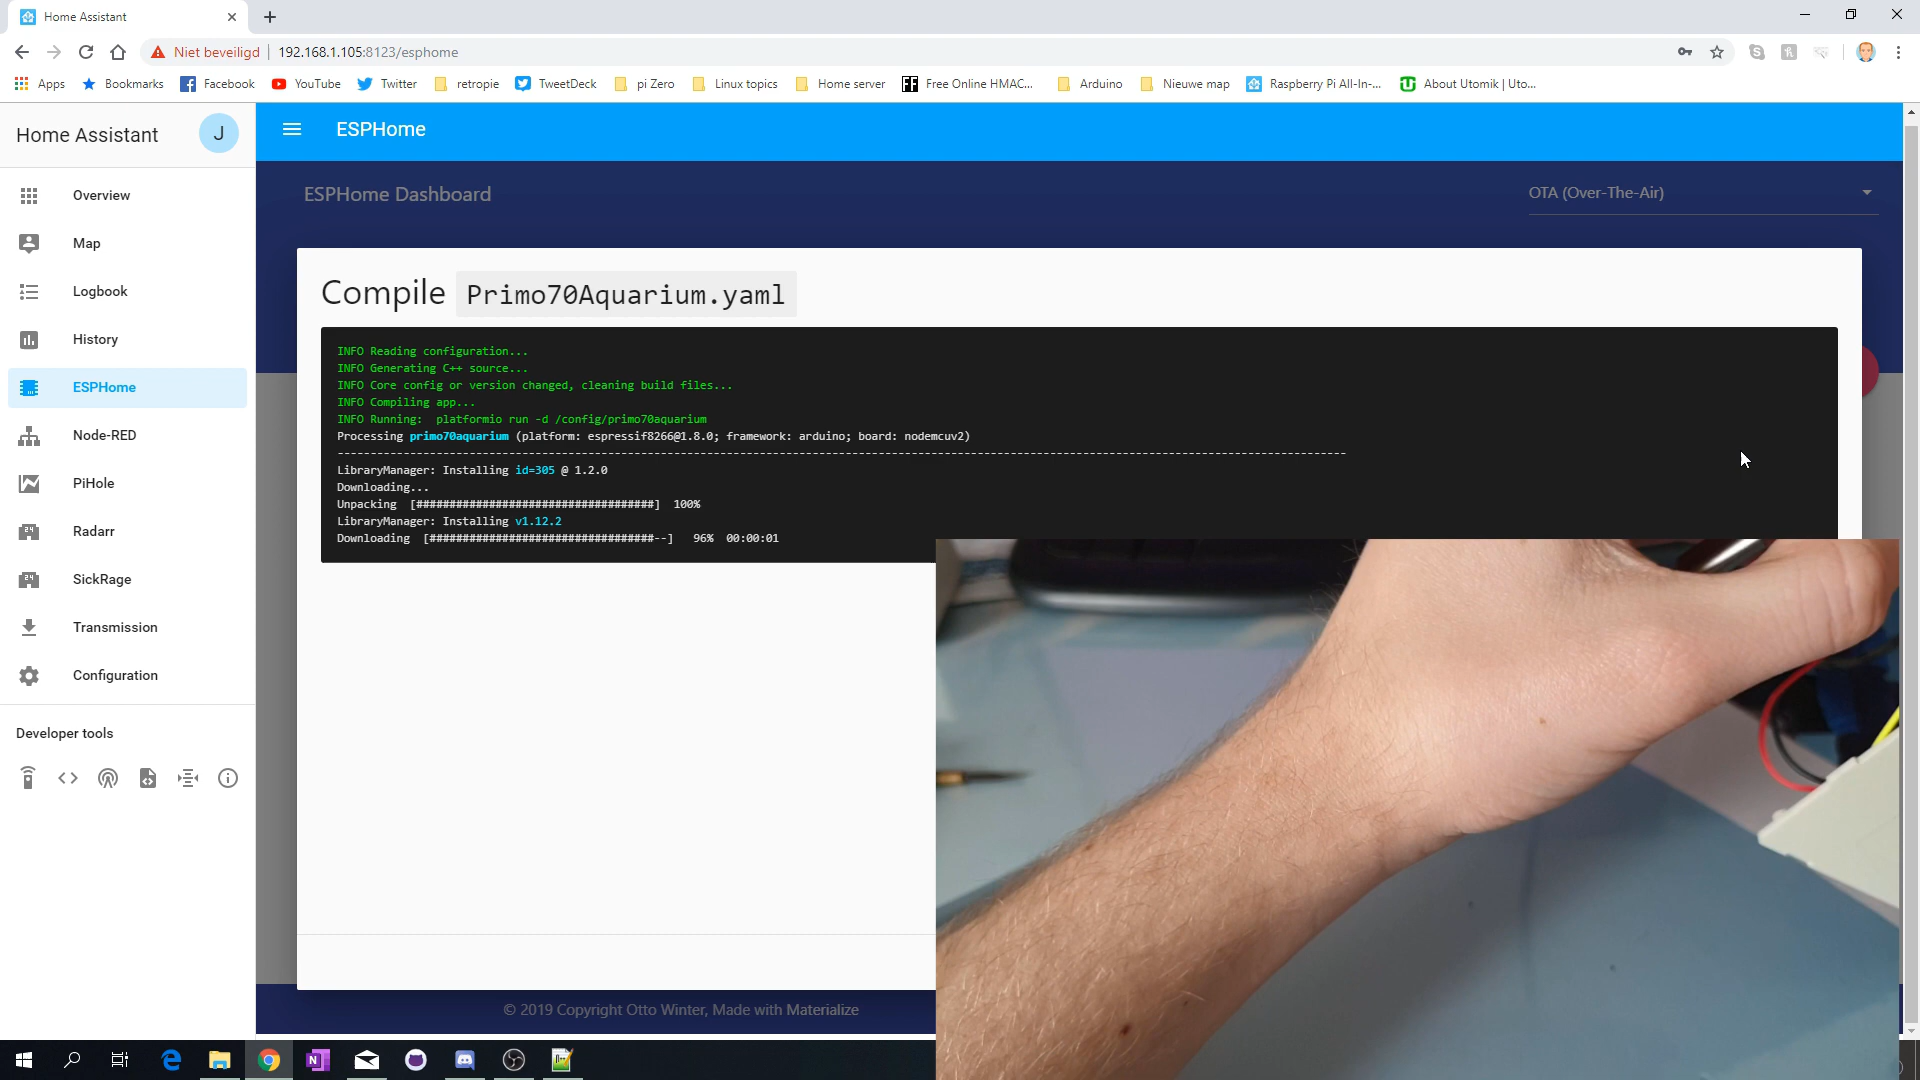 Home Assistant
Niet beveiligd
192.168.1.105:8123/esphome
Apps Bookmarks Facebook YouTube Twitter retropie TweetDeck pi Zero Linux topics Home server Free Online HMAC... Arduino Nieuwe map Raspberry Pi All-In-... About Utomik | Uto...
Home Assistant
J
ESPHome
Overview
Map
Logbook
History
ESPHome
Node-RED
PiHole
Radarr
SickRage
Transmission
Configuration
Developer tools
ESPHome Dashboard
OTA (Over-The-Air)
Compile Primo70Aquarium.yaml
INFO Reading configuration...
INFO Generating C++ source...
INFO Core config or version changed, cleaning build files...
INFO Compiling app...
INFO Running:  platformio run -d /config/primo70aquarium
Processing primo70aquarium (platform: espressif8266@1.8.0; framework: arduino; board: nodemcuv2)
LibraryManager: Installing id=305 @ 1.2.0
Downloading...
Unpacking  [####################################]  100%
LibraryManager: Installing v1.12.2
Downloading  [##################################--]   96%  00:00:01
© 2019 Copyright Otto Winter, Made with Materialize